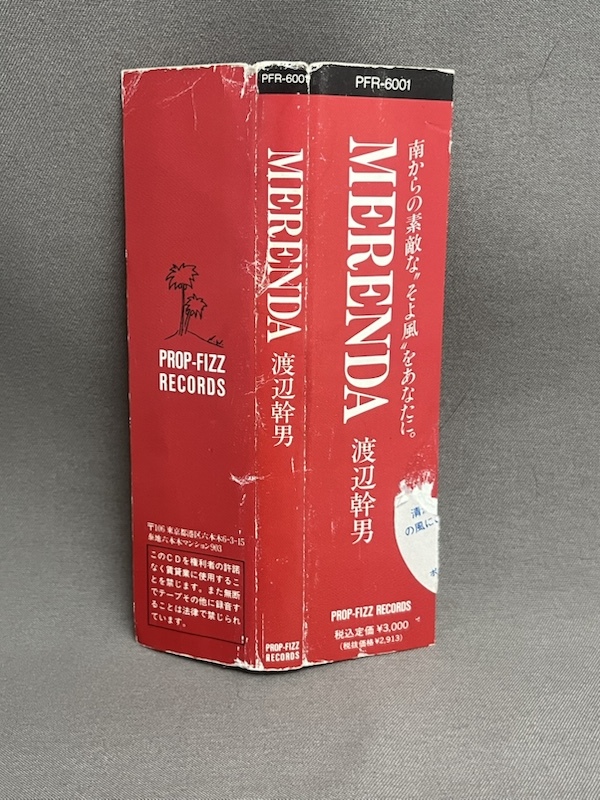 PFR-6001
MERENDA
渡辺幹男
南からの素敵な〝そよ風〟をあなたに。
PROP-FIZZ RECORDS
税込定価¥3,000
(税抜価格¥2,913)
清
の風に
ポ
PFR-6001
MERENDA
渡辺幹男
PROP-FIZZ
RECORDS
PROP-FIZZ
RECORDS
〒106 東京都港区六本木6-3-15
泰地六本木マンション903
このCDを権利者の許諾
なく賃貸業に使用するこ
とを禁じます。また無断
でテープその他に録音す
ることは法律で禁じられ
ています。